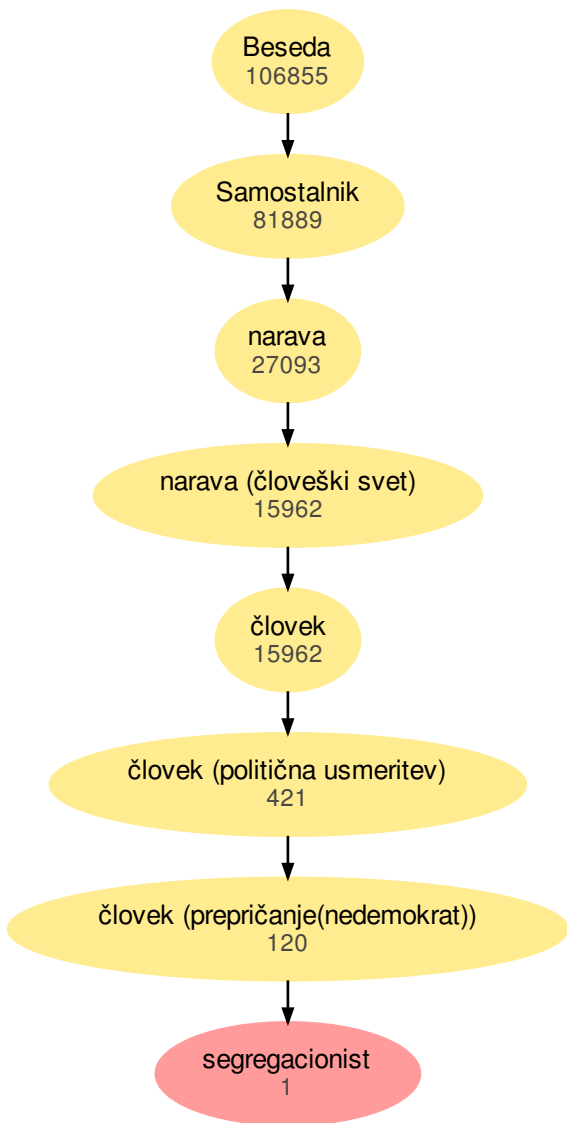 Beseda
106855
Samostalnik
81889
narava
27093
narava (človeški svet)
15962
človek
15962
človek (politična usmeritev)
421
človek (prepričanje(nedemokrat))
120
segregacionist
1